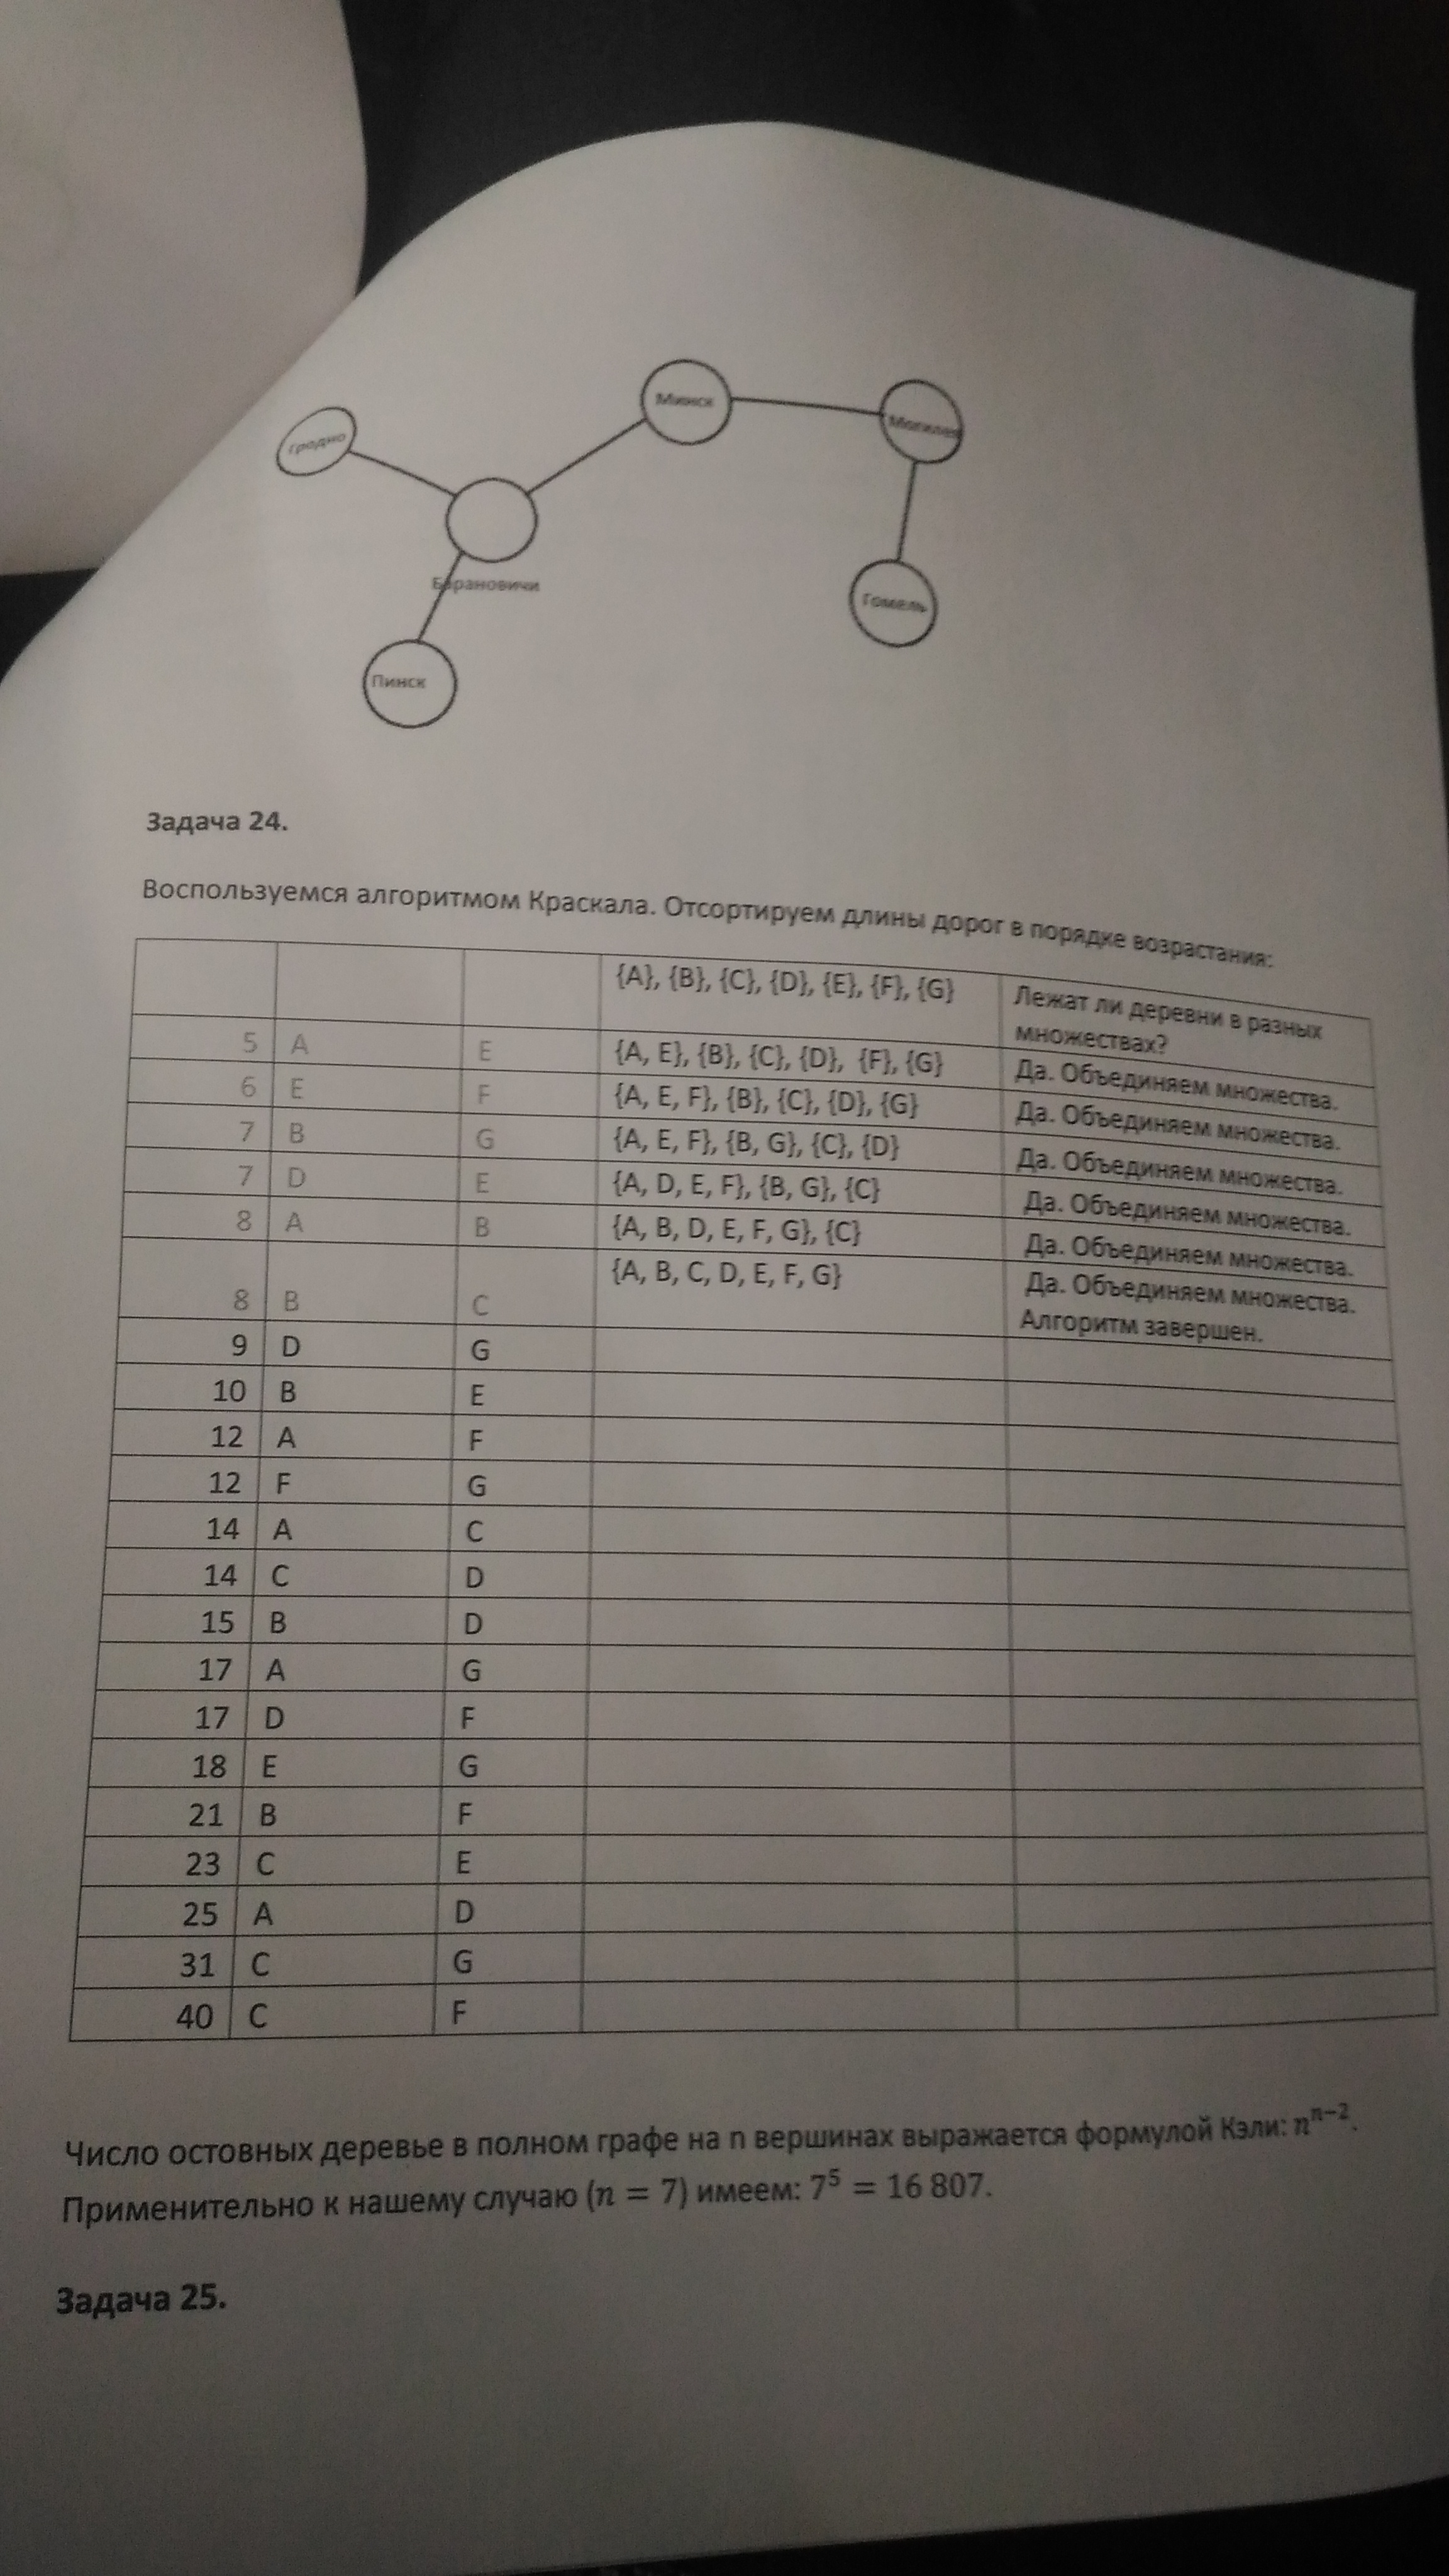 Минск
Могилев
Гродно
Барановичи
Гомель
Пинск
Задача 24.
Воспользуемся алгоритмом Краскала. Отсортируем длины дорог в порядке возрастания:
{A}, {B}, {C}, {D}, {E}, {F}, {G} Лежат ли деревни в разных
множествах?
5 A E {A, E}, {B}, {C}, {D}, {F}, {G} Да. Объединяем множества.
6 E F {A, E, F}, {B}, {C}, {D}, {G} Да. Объединяем множества.
7 B G {A, E, F}, {B, G}, {C}, {D} Да. Объединяем множества.
7 D E {A, D, E, F}, {B, G}, {C} Да. Объединяем множества.
8 A B {A, B, D, E, F, G}, {C} Да. Объединяем множества.
8 B C {A, B, C, D, E, F, G} Да. Объединяем множества.
Алгоритм завершен.
9 D G
10 B E
12 A F
12 F G
14 A C
14 C D
15 B D
17 A G
17 D F
18 E G
21 B F
23 C E
25 A D
31 C G
40 C F
Число остовных деревье в полном графе на n вершинах выражается формулой Кэли: nⁿ⁻².
Применительно к нашему случаю (n = 7) имеем: 7⁵ = 16 807.
Задача 25.